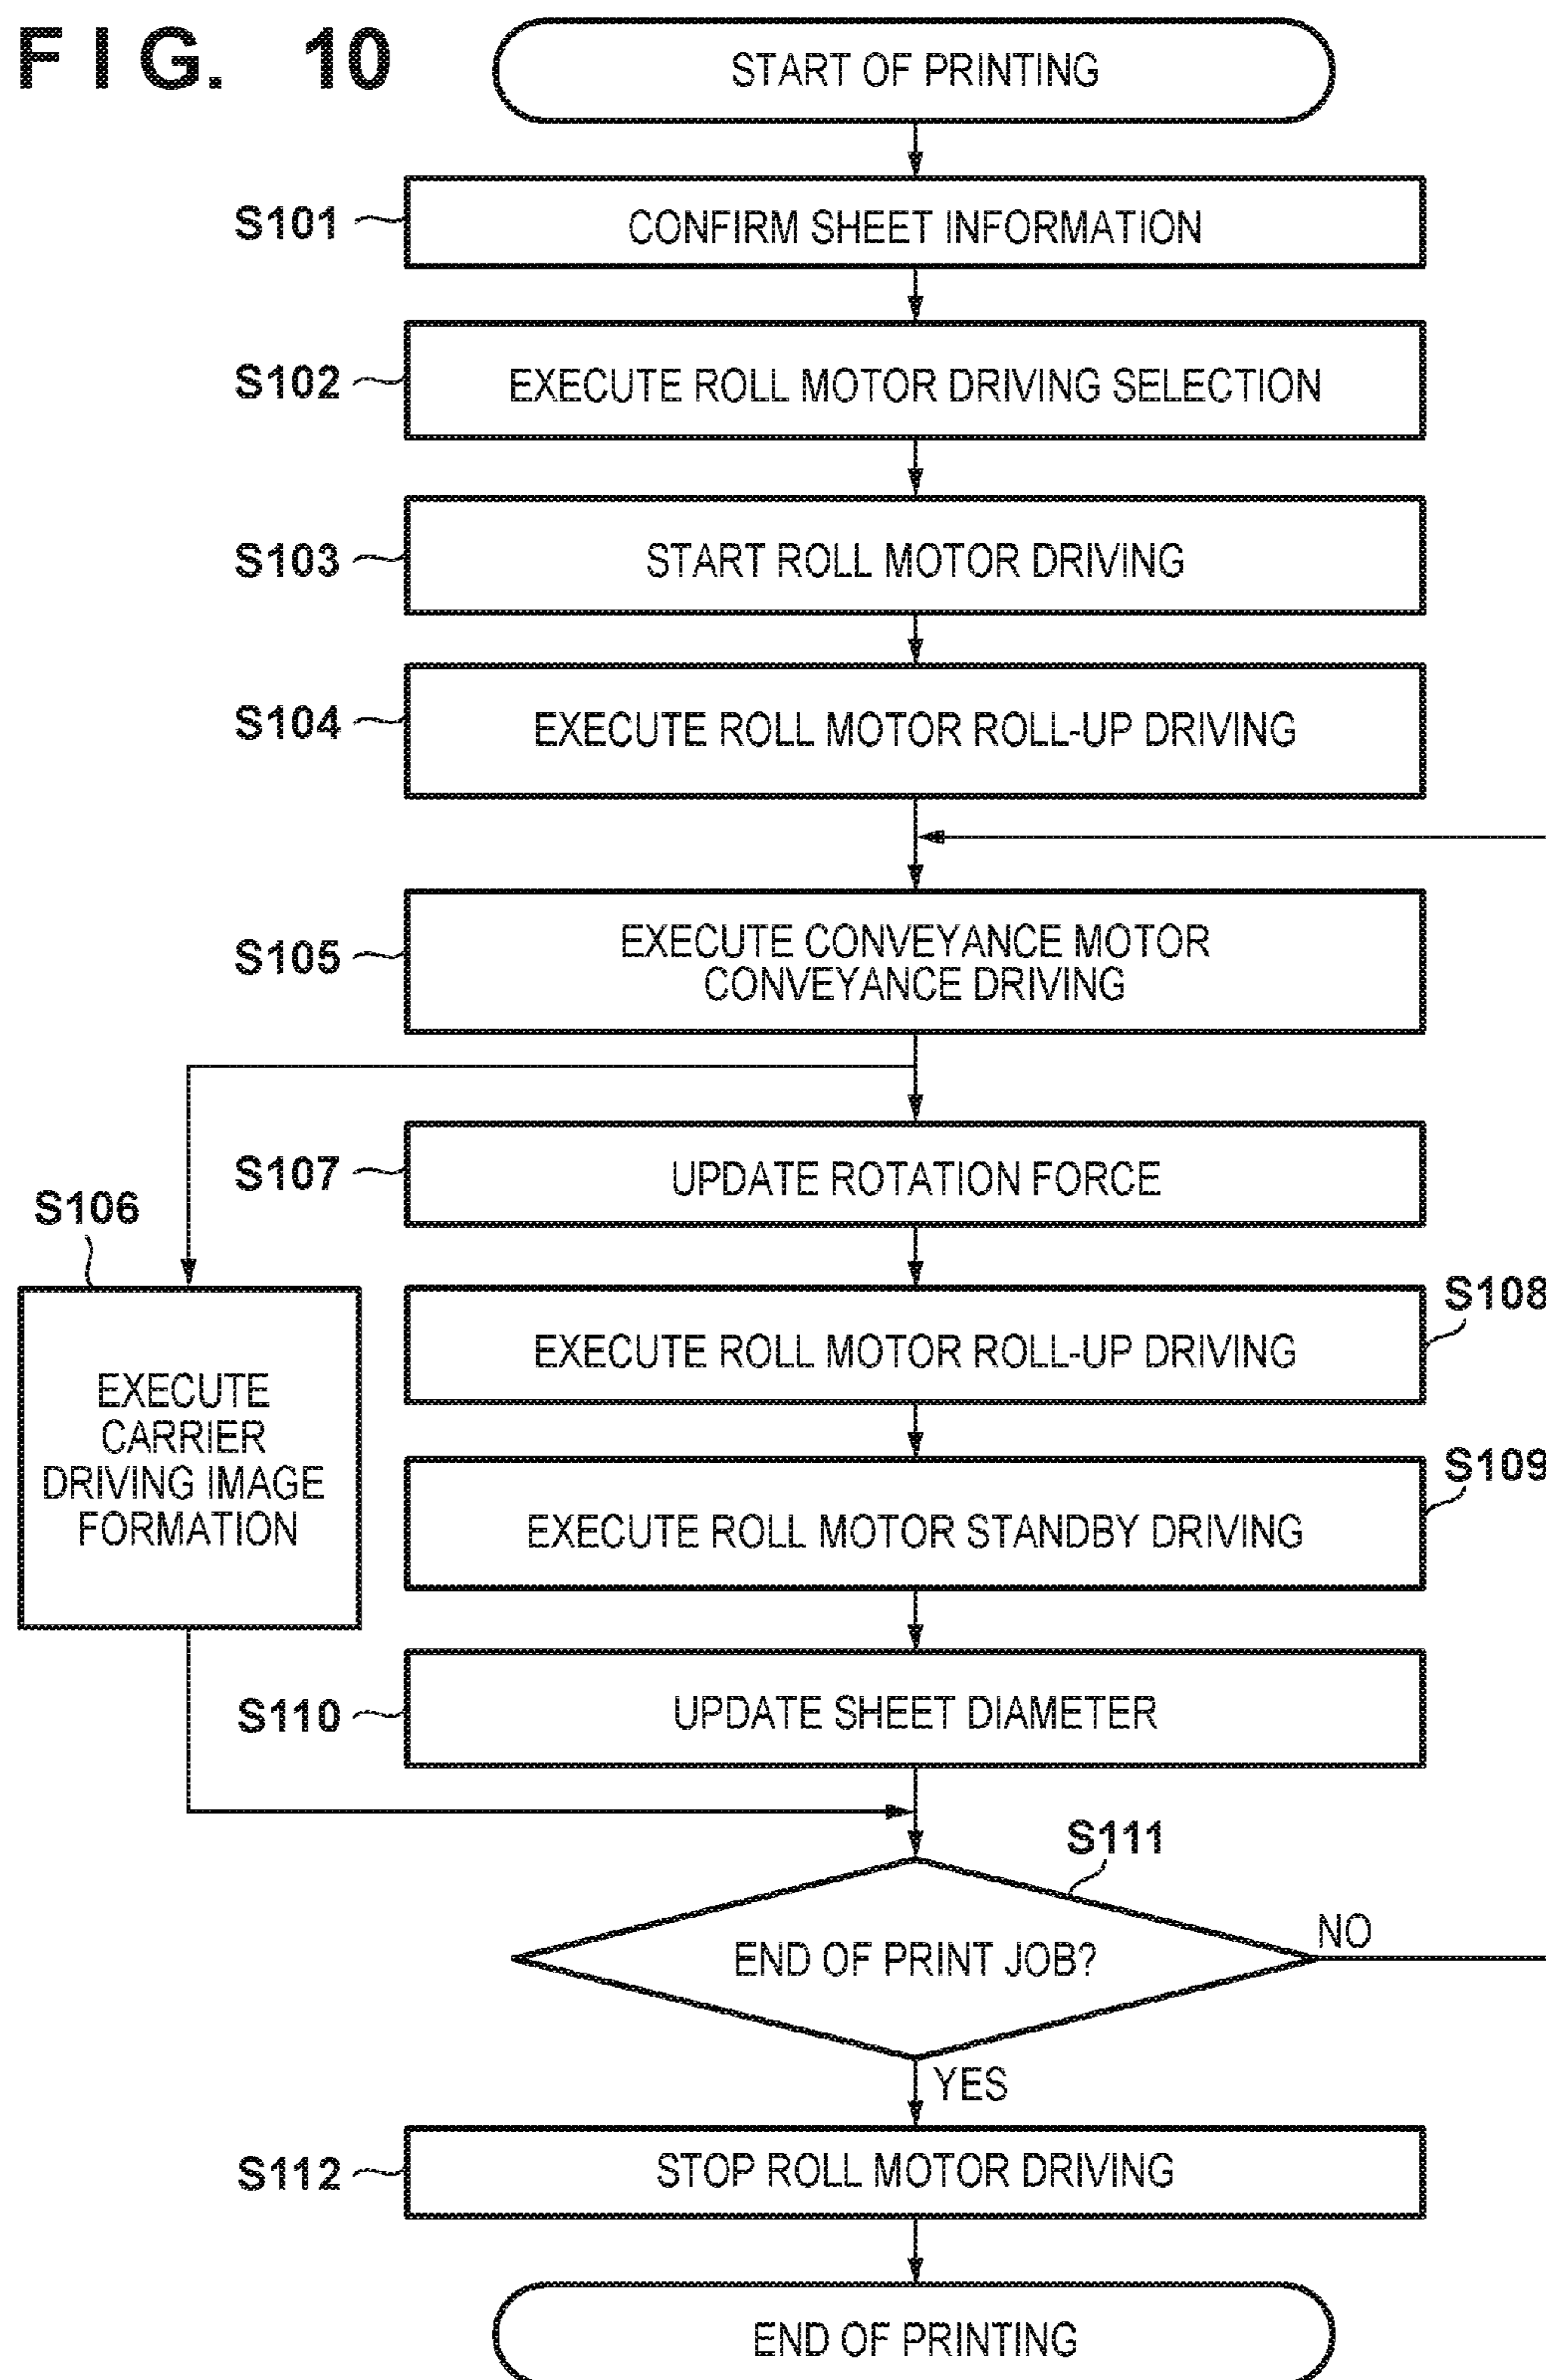 FIG. 10
START OF PRINTING
S101
CONFIRM SHEET INFORMATION
S102
EXECUTE ROLL MOTOR DRIVING SELECTION
S103
START ROLL MOTOR DRIVING
S104
EXECUTE ROLL MOTOR ROLL-UP DRIVING
S105
EXECUTE CONVEYANCE MOTOR
CONVEYANCE DRIVING
S107
UPDATE ROTATION FORCE
S106
EXECUTE
CARRIER
DRIVING IMAGE
FORMATION
S108
EXECUTE ROLL MOTOR ROLL-UP DRIVING
S109
EXECUTE ROLL MOTOR STANDBY DRIVING
S110
UPDATE SHEET DIAMETER
S111
END OF PRINT JOB?
NO
YES
S112
STOP ROLL MOTOR DRIVING
END OF PRINTING